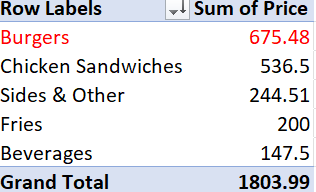 Row Labels Sum of Price
Burgers 675.48
Chicken Sandwiches 536.5
Sides & Other 244.51
Fries 200
Beverages 147.5
Grand Total 1803.99